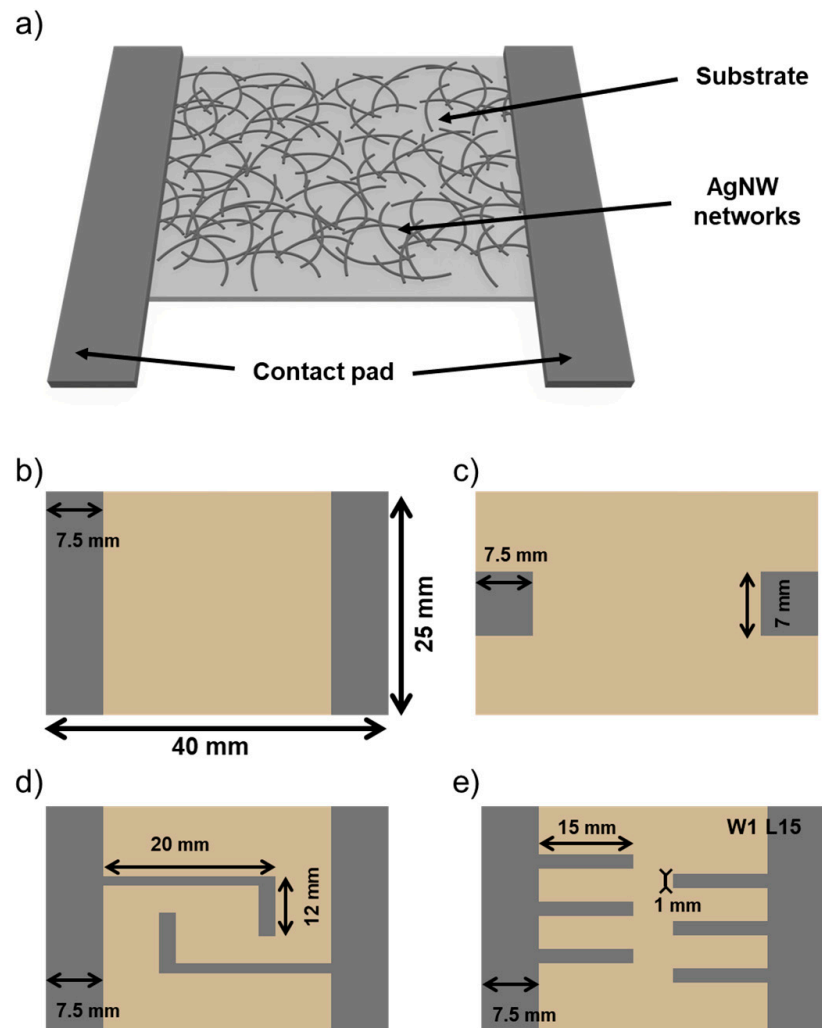 a)
Substrate
AgNW
networks
Contact pad
b)
7.5 mm
25 mm
40 mm
c)
7.5 mm
7 mm
d)
20 mm
12 mm
7.5 mm
e)
15 mm
W1 L15
1 mm
7.5 mm